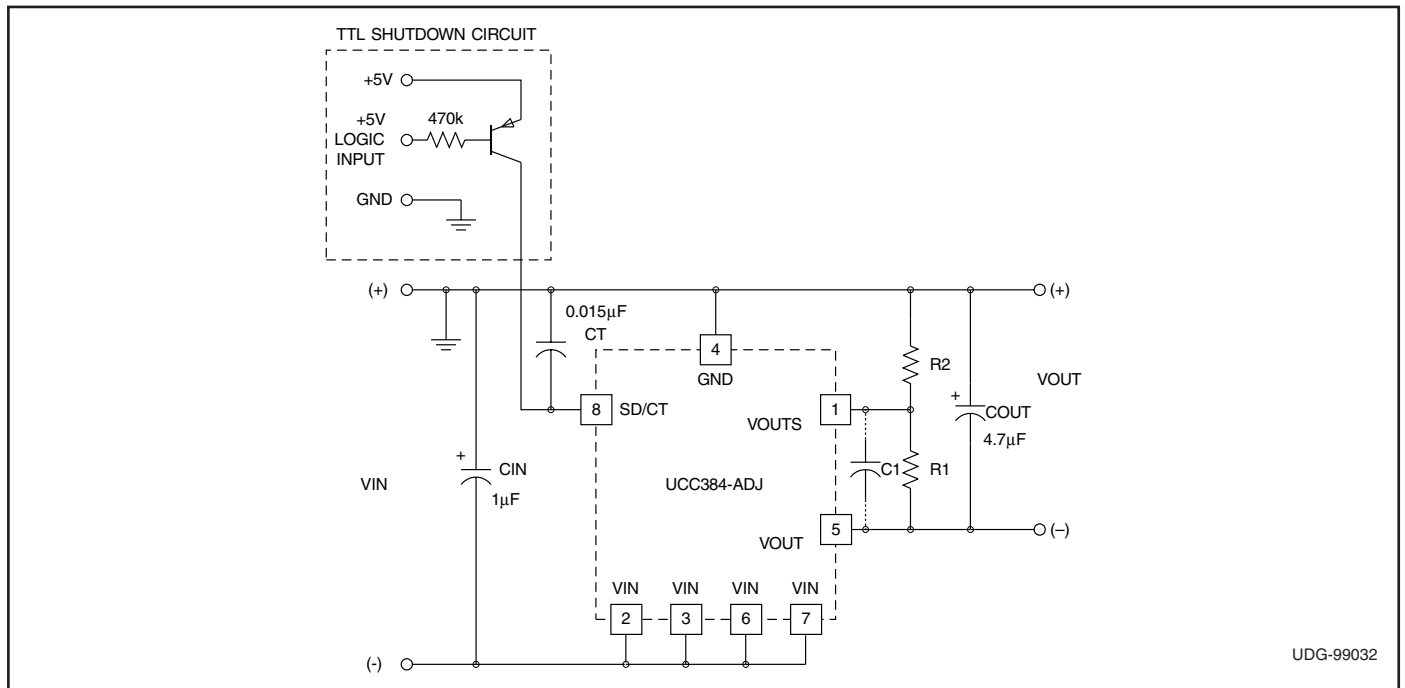 TTL SHUTDOWN CIRCUIT
+5V
+5V
LOGIC
INPUT
470k
GND
(+)
(+)
0.015µF
CT
4
GND
R2
VOUT
+
COUT
4.7µF
8
SD/CT
1
VOUTS
C1
R1
+
CIN
1µF
VIN
UCC384-ADJ
5
VOUT
(–)
VIN
VIN
VIN
VIN
2
3
6
7
(-)
UDG-99032